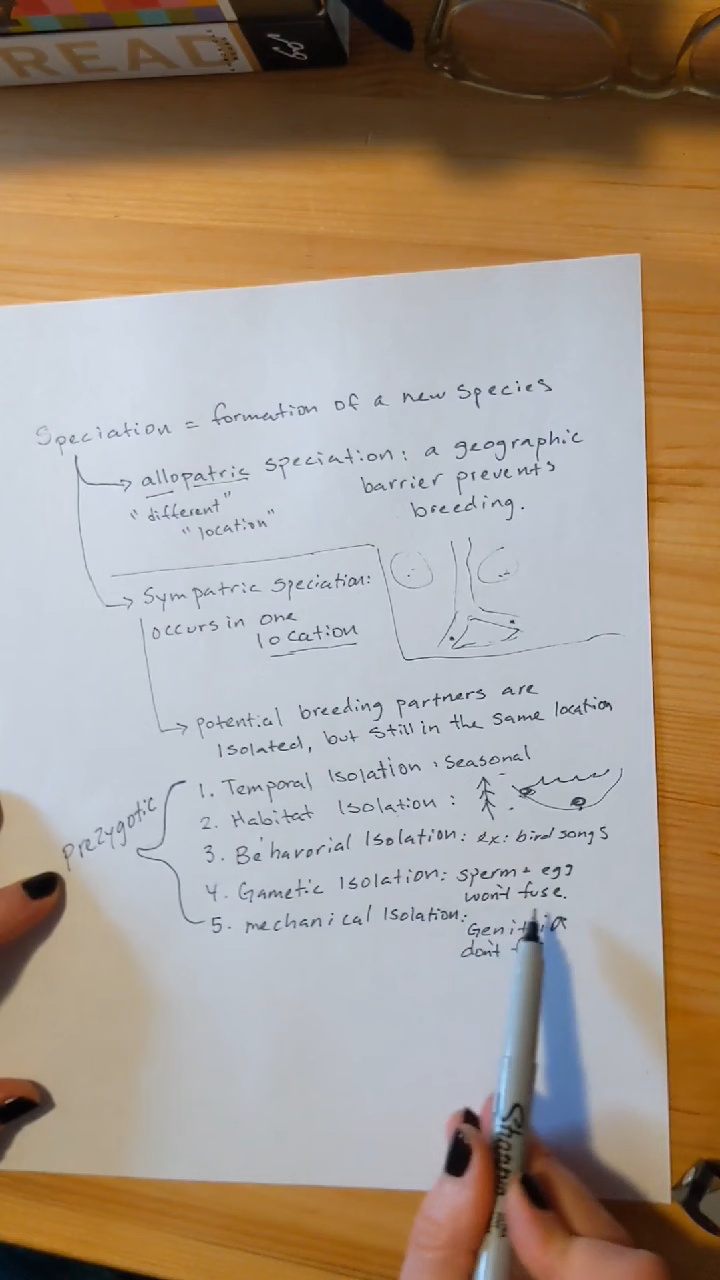 READ
Speciation = formation of a new species
allopatric speciation: a geographic
barrier prevents
breeding.
"different"
"location"
Sympatric speciation:
occurs in one
location
potential breeding partners are
isolated, but still in the same location
prezygotic
1. Temporal Isolation: Seasonal
2. Habitat Isolation:
3. Behavorial Isolation: ex: bird songs
4. Gametic Isolation: sperm + egg
won't fuse.
5. mechanical Isolation:
Genitalia
don't
Sharpie